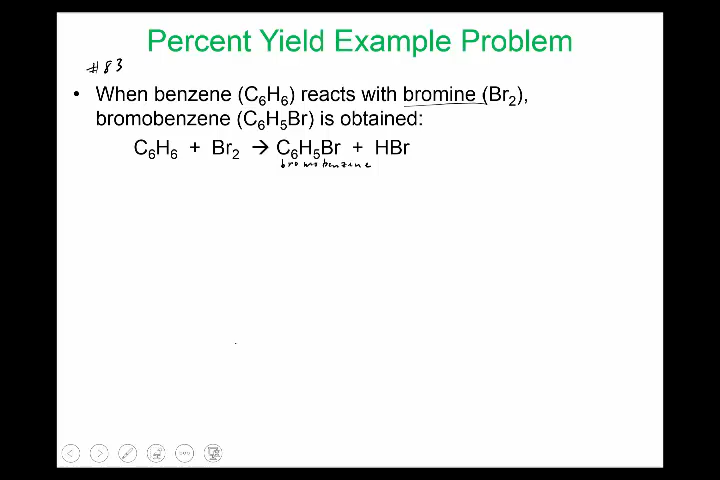 Percent Yield Example Problem
#83
• When benzene (C₆H₆) reacts with bromine (Br₂),
bromobenzene (C₆H₅Br) is obtained:
C₆H₆ + Br₂ → C₆H₅Br + HBr
bromobenzene